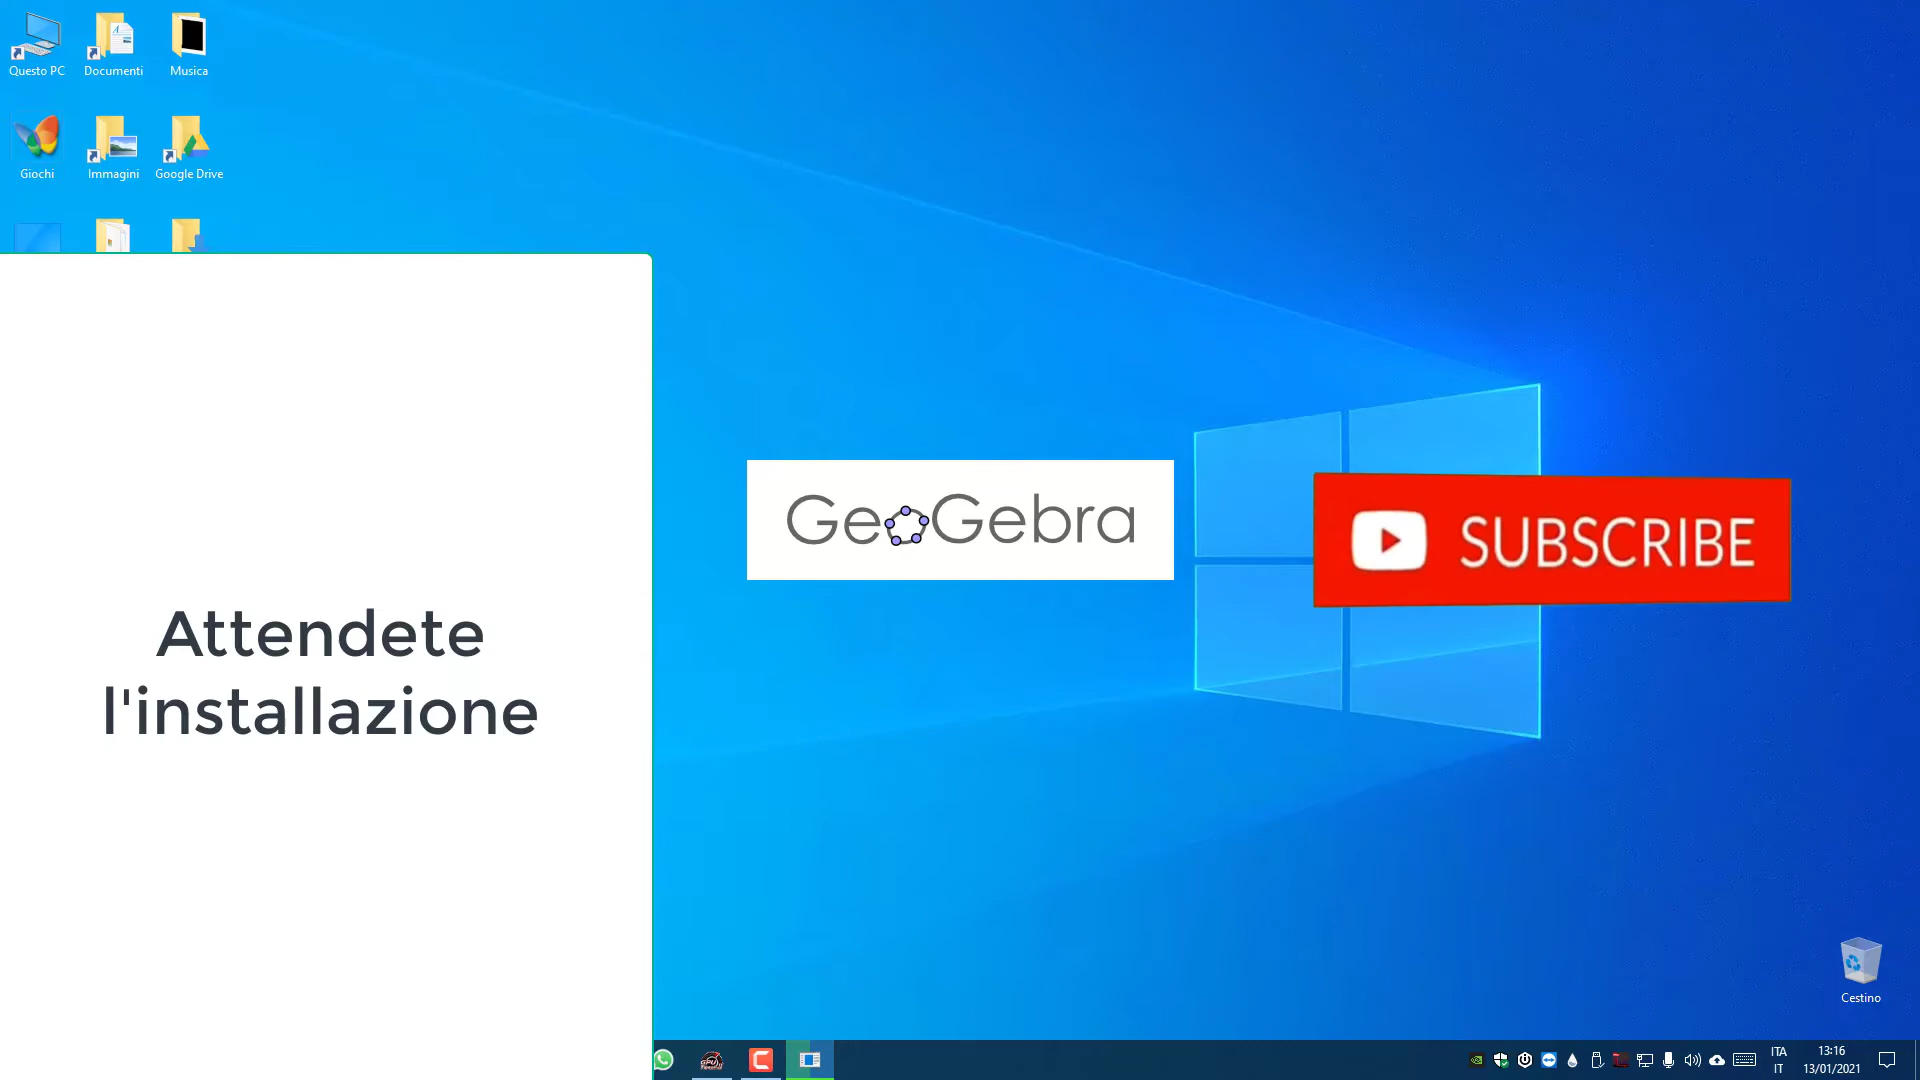 Questo PC
Documenti
Musica
Giochi
Immagini
Google Drive
Attendete
l'installazione
GeoGebra
SUBSCRIBE
Cestino
ITA
IT
13:16
13/01/2021